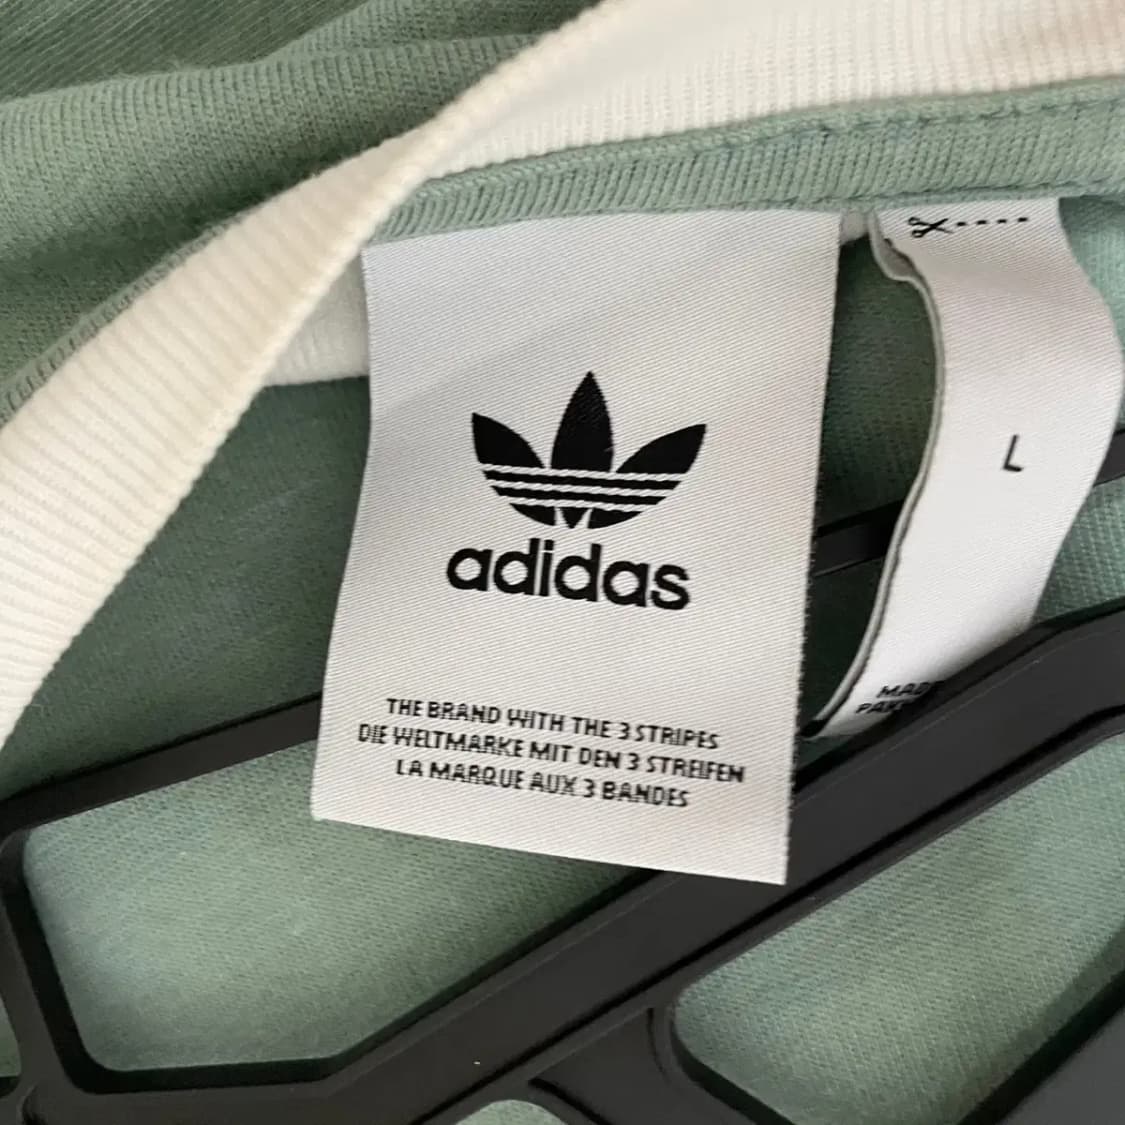 adidas
THE BRAND WITH THE 3 STRIPES
DIE WELTMARKE MIT DEN 3 STREIFEN
LA MARQUE AUX 3 BANDES
L